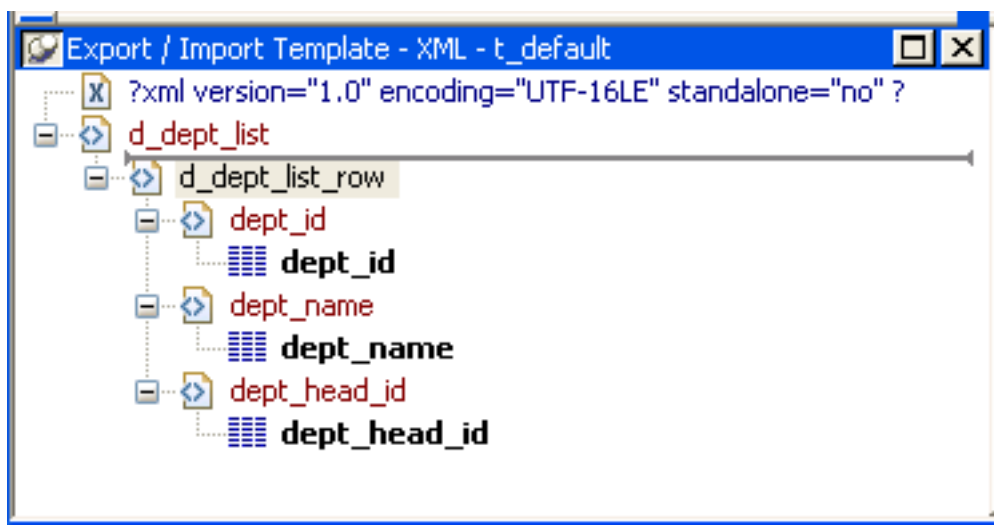 Export / Import Template - XML - t_default
?xml version="1.0" encoding="UTF-16LE" standalone="no" ?
d_dept_list
d_dept_list_row
dept_id
dept_id
dept_name
dept_name
dept_head_id
dept_head_id